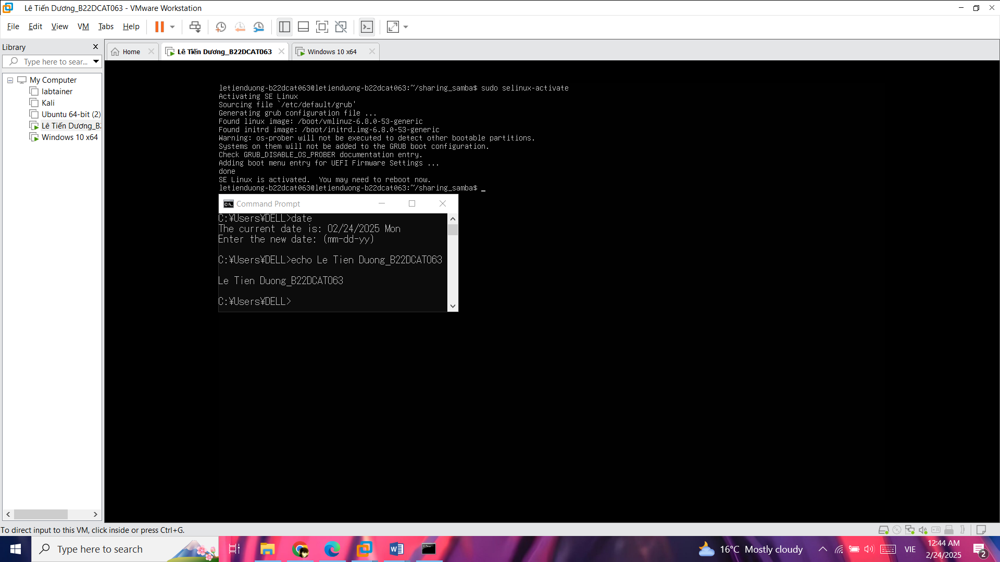 Lê Tiến Dương_B22DCAT063 - VMware Workstation
File Edit View VM Tabs Help
Library
Type here to sear...
My Computer
labtainer
Kali
Ubuntu 64-bit (2)
Lê Tiến Dương_B
Windows 10 x64
Home
Lê Tiến Dương_B22DCAT063
Windows 10 x64
letienduong-b22dcat063@letienduong-b22dcat063:~/sharing_samba$ sudo selinux-activate
Activating SE Linux
Sourcing file `/etc/default/grub'
Generating grub configuration file ...
Found linux image: /boot/vmlinuz-6.8.0-53-generic
Found initrd image: /boot/initrd.img-6.8.0-53-generic
Warning: os-prober will not be executed to detect other bootable partitions.
Systems on them will not be added to the GRUB boot configuration.
Check GRUB_DISABLE_OS_PROBER documentation entry.
Adding boot menu entry for UEFI Firmware Settings ...
done
SE Linux is activated.  You may need to reboot now.
letienduong-b22dcat063@letienduong-b22dcat063:~/sharing_samba$ _
Command Prompt
C:¥Users¥DELL>date
The current date is: 02/24/2025 Mon
Enter the new date: (mm-dd-yy)
C:¥Users¥DELL>echo Le Tien Duong_B22DCAT063
Le Tien Duong_B22DCAT063
C:¥Users¥DELL>
To direct input to this VM, click inside or press Ctrl+G.
Type here to search
16°C Mostly cloudy
VIE
12:44 AM
2/24/2025
2